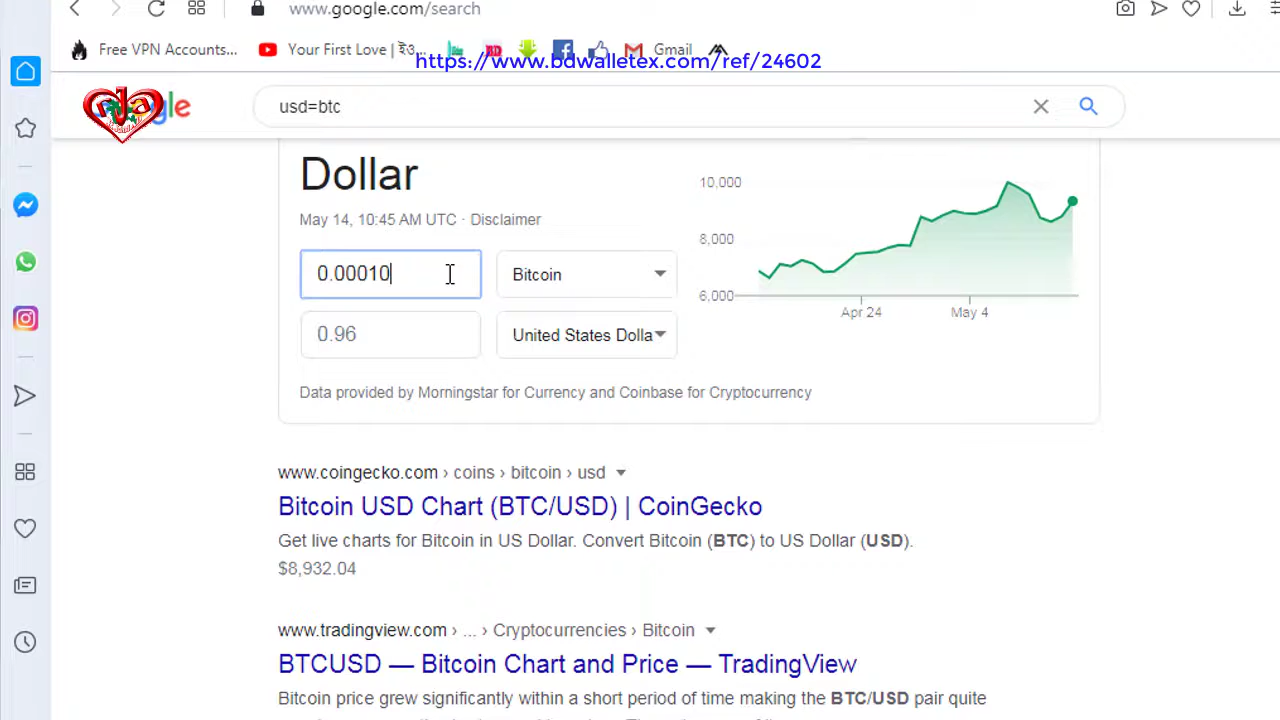 www.google.com/search
Free VPN Accounts...
Your First Love |
Gmail
https://www.bdwalletex.com/ref/24602
usd=btc
Dollar
May 14, 10:45 AM UTC · Disclaimer
0.00010
Bitcoin
0.96
United States Dolla
10,000
8,000
6,000
Apr 24
May 4
Data provided by Morningstar for Currency and Coinbase for Cryptocurrency
www.coingecko.com › coins › bitcoin › usd
Bitcoin USD Chart (BTC/USD) | CoinGecko
Get live charts for Bitcoin in US Dollar. Convert Bitcoin (BTC) to US Dollar (USD).
$8,932.04
www.tradingview.com › ... › Cryptocurrencies › Bitcoin
BTCUSD — Bitcoin Chart and Price — TradingView
Bitcoin price grew significantly within a short period of time making the BTC/USD pair quite